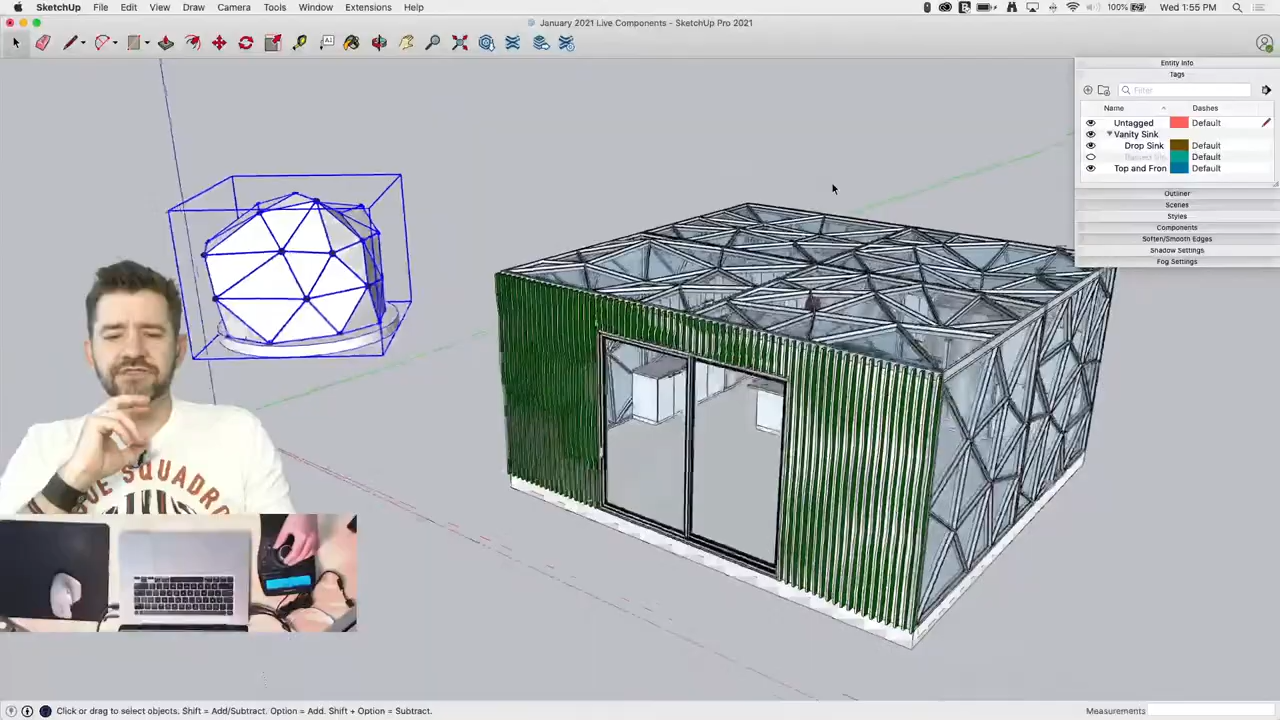 SketchUp File Edit View Draw Camera Tools Window Extensions Help
100% Wed 1:55 PM
January 2021 Live Components - SketchUp Pro 2021
Entity Info
Tags
Filter
Name Dashes
Untagged Default
Vanity Sink
Drop Sink Default
Default
Top and Fron Default
Outliner
Scenes
Styles
Components
Soften/Smooth Edges
Shadow Settings
Fog Settings
SQUADR
Click or drag to select objects. Shift = Add/Subtract. Option = Add. Shift + Option = Subtract.
Measurements